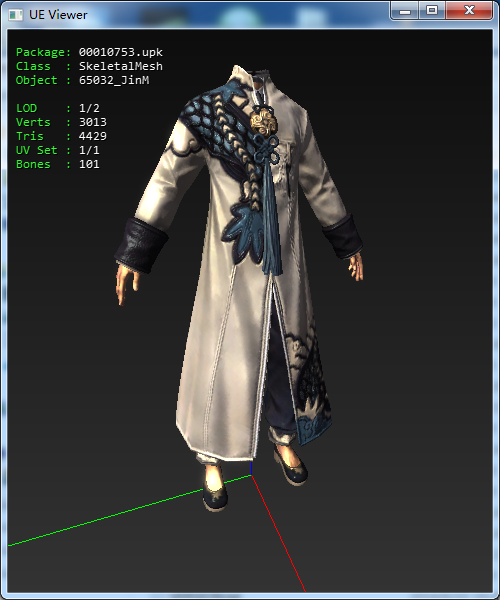 UE Viewer
Package: 00010753.upk
Class  : SkeletalMesh
Object : 65032_JinM
LOD    : 1/2
Verts  : 3013
Tris   : 4429
UV Set : 1/1
Bones  : 101